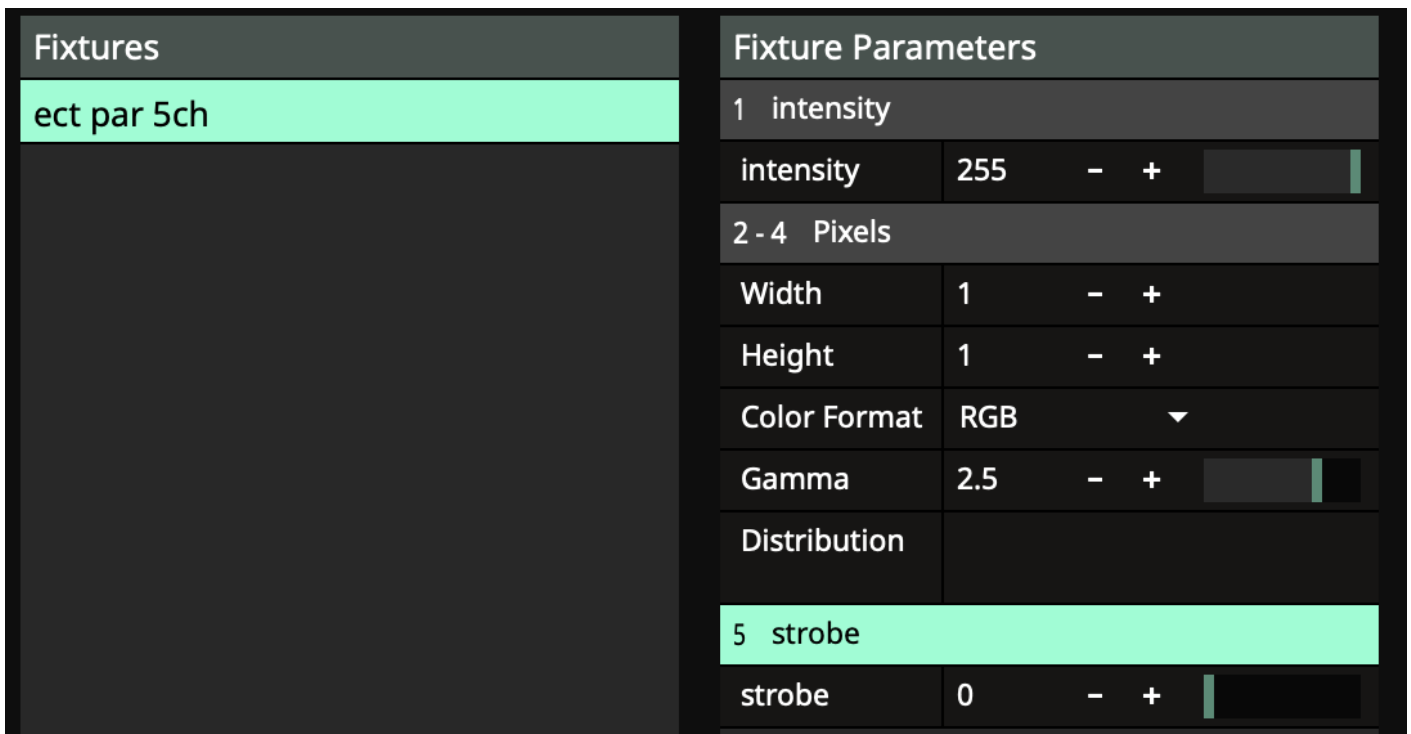 Fixtures
ect par 5ch
Fixture Parameters
1 intensity
intensity 255 - +
2 - 4 Pixels
Width 1 - +
Height 1 - +
Color Format RGB
Gamma 2.5 - +
Distribution
5 strobe
strobe 0 - +